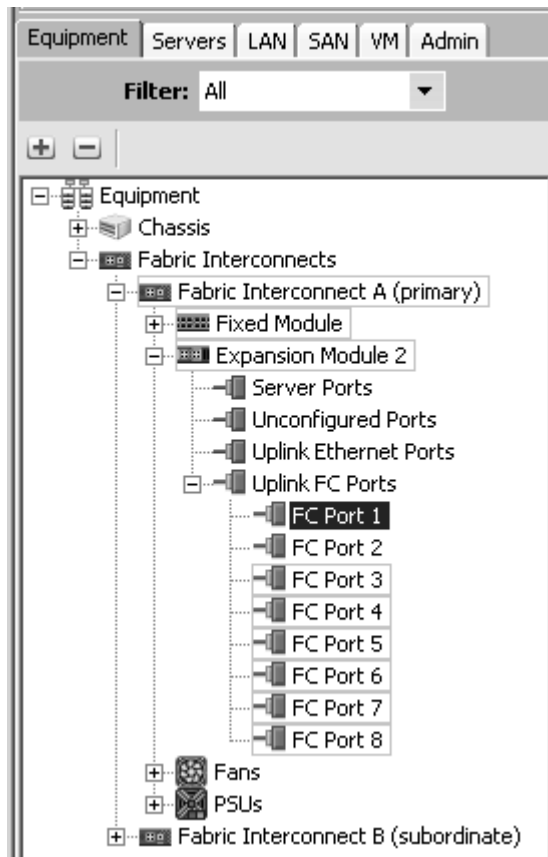 Equipment Servers LAN SAN VM Admin
Filter: All
Equipment
Chassis
Fabric Interconnects
Fabric Interconnect A (primary)
Fixed Module
Expansion Module 2
Server Ports
Unconfigured Ports
Uplink Ethernet Ports
Uplink FC Ports
FC Port 1
FC Port 2
FC Port 3
FC Port 4
FC Port 5
FC Port 6
FC Port 7
FC Port 8
Fans
PSUs
Fabric Interconnect B (subordinate)